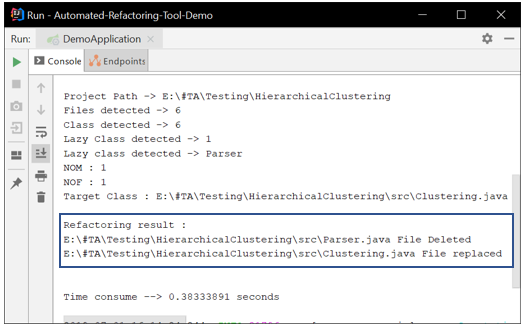 Run - Automated-Refactoring-Tool-Demo
Run: DemoApplication
Console Endpoints
Project Path -> E:\#TA\Testing\HierarchicalClustering
Files detected -> 6
Class detected -> 6
Lazy Class detected -> 1
Lazy class detected -> Parser
NOM : 1
NOF : 1
Target Class : E:\#TA\Testing\HierarchicalClustering\src\Clustering.java
Refactoring result :
E:\#TA\Testing\HierarchicalClustering\src\Parser.java File Deleted
E:\#TA\Testing\HierarchicalClustering\src\Clustering.java File replaced
Time consume --> 0.38333891 seconds